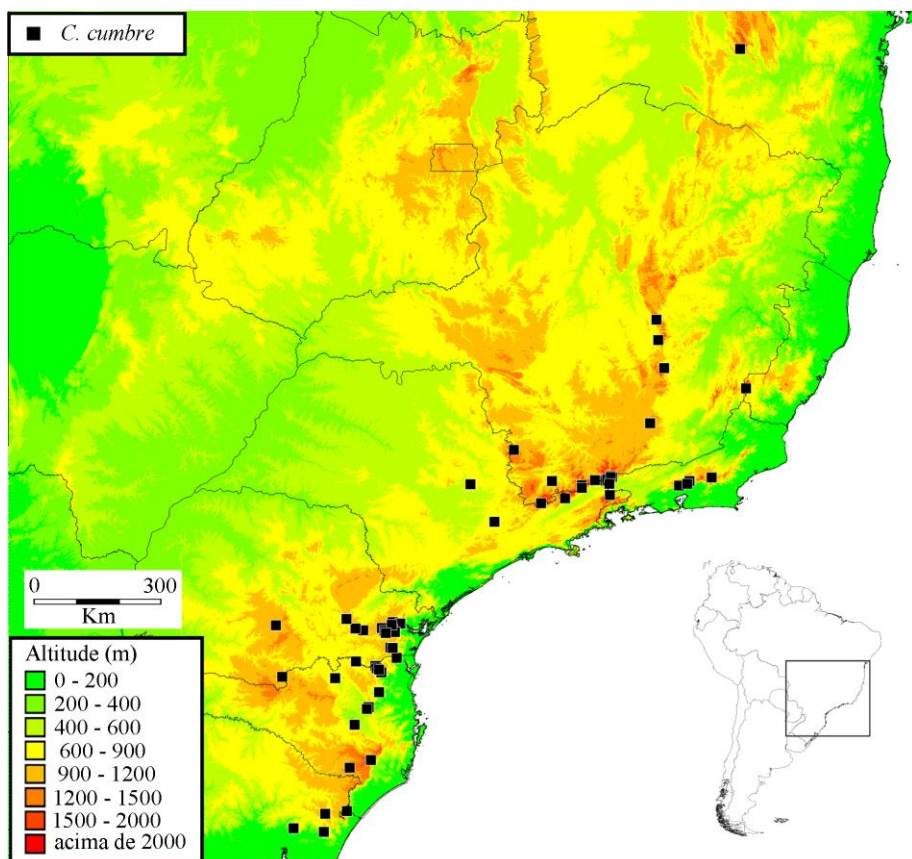 C. cumbre
0 300
Km
Altitude (m)
0 - 200
200 - 400
400 - 600
600 - 900
900 - 1200
1200 - 1500
1500 - 2000
acima de 2000